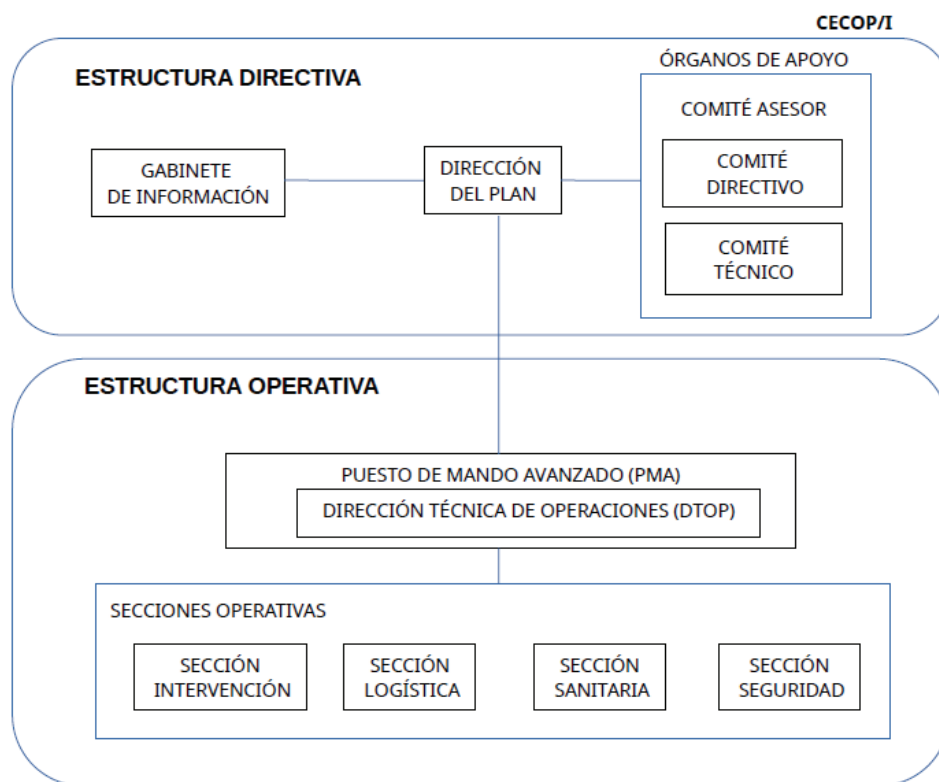 CECOP/I
ESTRUCTURA DIRECTIVA
ÓRGANOS DE APOYO
COMITÉ ASESOR
GABINETE
DE INFORMACIÓN
DIRECCIÓN
DEL PLAN
COMITÉ
DIRECTIVO
COMITÉ
TÉCNICO
ESTRUCTURA OPERATIVA
PUESTO DE MANDO AVANZADO (PMA)
DIRECCIÓN TÉCNICA DE OPERACIONES (DTOP)
SECCIONES OPERATIVAS
SECCIÓN
INTERVENCIÓN
SECCIÓN
LOGÍSTICA
SECCIÓN
SANITARIA
SECCIÓN
SEGURIDAD